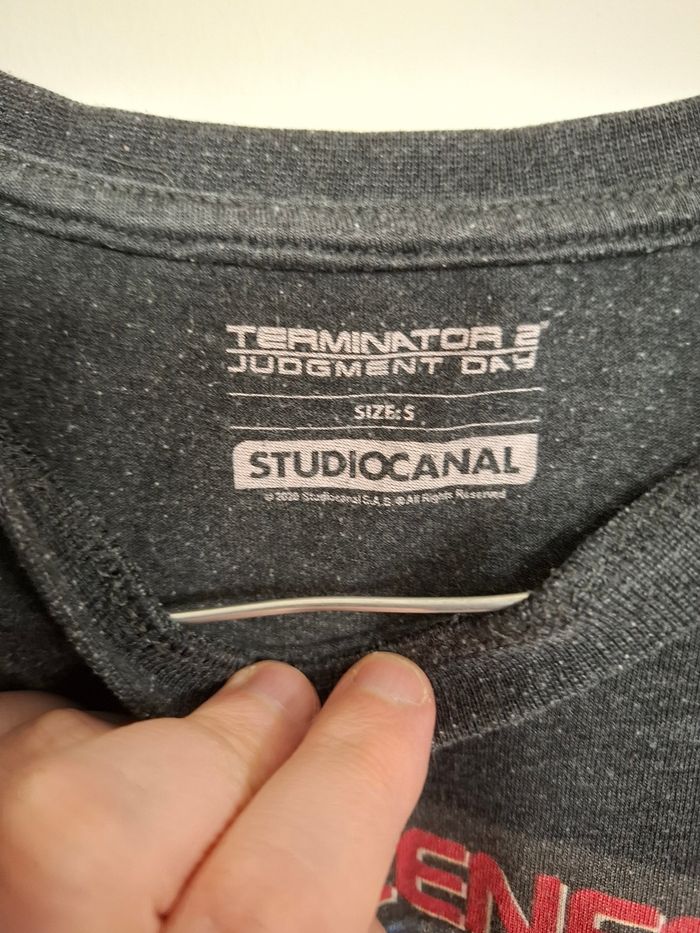 TERMINATOR 2
JUDGMENT DAY
SIZE: S
STUDIOCANAL
© 2020 Studiocanal S.A.S. ® All Rights Reserved